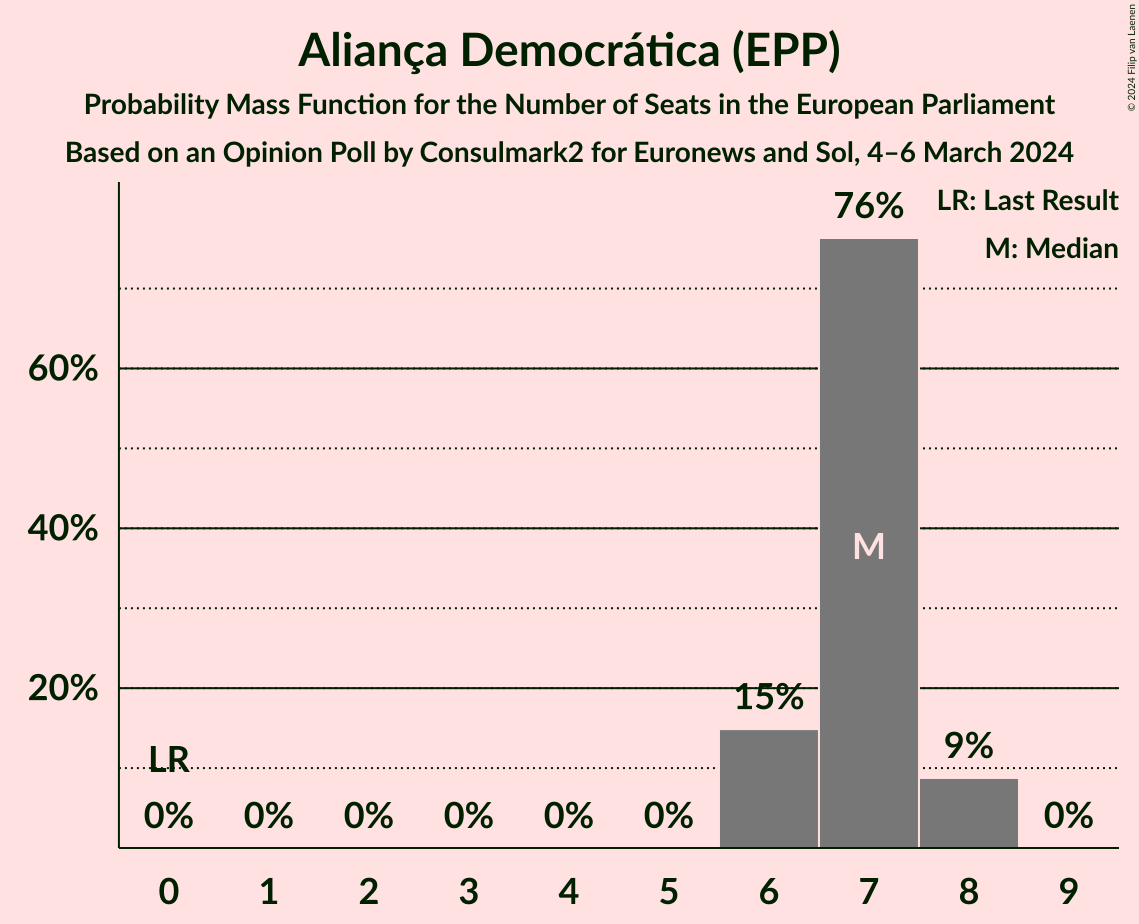 Aliança Democrática (EPP)
Probability Mass Function for the Number of Seats in the European Parliament
Based on an Opinion Poll by Consulmark2 for Euronews and Sol, 4–6 March 2024
© 2024 Filip van Laenen
LR: Last Result
M: Median
76%
60%
40%
M
20%
15%
9%
LR
0% 0% 0% 0% 0% 0% 0%
0 1 2 3 4 5 6 7 8 9